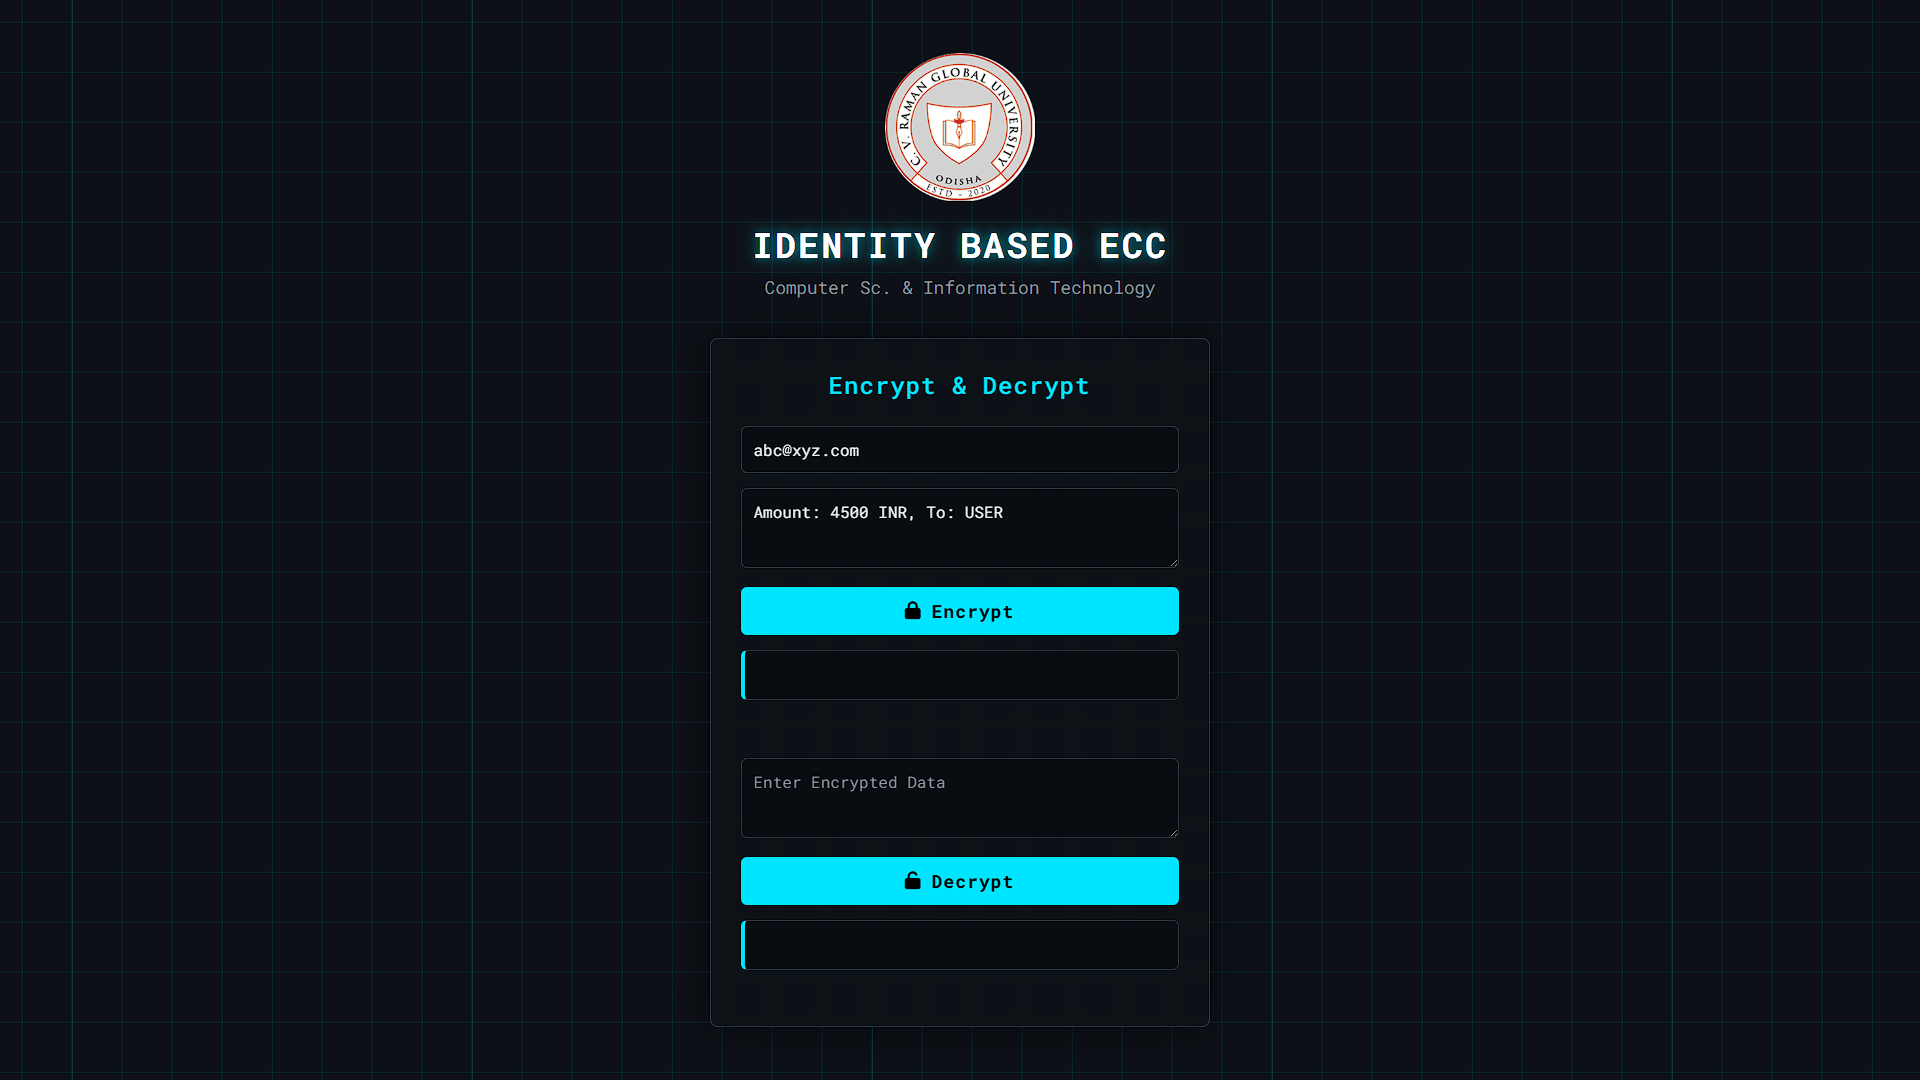 C. V. RAMAN GLOBAL UNIVERSITY
ODISHA
ESTD - 2020
IDENTITY BASED ECC
Computer Sc. & Information Technology
Encrypt & Decrypt
abc@xyz.com
Amount: 4500 INR, To: USER
Encrypt
Enter Encrypted Data
Decrypt